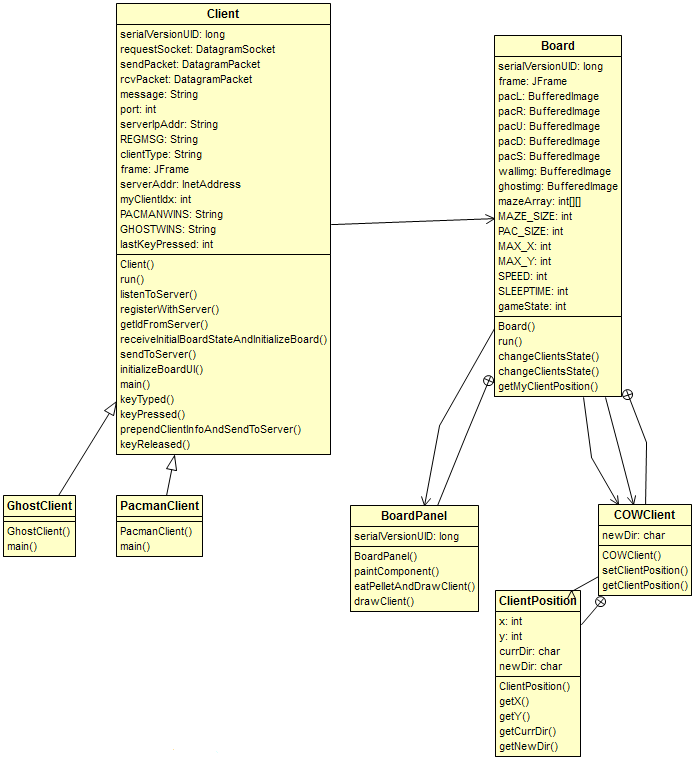 Client
serialVersionUID: long
requestSocket: DatagramSocket
sendPacket: DatagramPacket
rcvPacket: DatagramPacket
message: String
port: int
serverIpAddr: String
REGMSG: String
clientType: String
frame: JFrame
serverAddr: InetAddress
myClientIdx: int
PACMANWINS: String
GHOSTWINS: String
lastKeyPressed: int
Client()
run()
listenToServer()
registerWithServer()
getIdFromServer()
receiveInitialBoardStateAndInitializeBoard()
sendToServer()
initializeBoardUI()
main()
keyTyped()
keyPressed()
prependClientInfoAndSendToServer()
keyReleased()
Board
serialVersionUID: long
frame: JFrame
pacL: BufferedImage
pacR: BufferedImage
pacU: BufferedImage
pacD: BufferedImage
pacS: BufferedImage
wallimg: BufferedImage
ghostimg: BufferedImage
mazeArray: int[][]
MAZE_SIZE: int
PAC_SIZE: int
MAX_X: int
MAX_Y: int
SPEED: int
SLEEPTIME: int
gameState: int
Board()
run()
changeClientsState()
changeClientsState()
getMyClientPosition()
GhostClient
GhostClient()
main()
PacmanClient
PacmanClient()
main()
BoardPanel
serialVersionUID: long
BoardPanel()
paintComponent()
eatPelletAndDrawClient()
drawClient()
COWClient
newDir: char
COWClient()
setClientPosition()
getClientPosition()
ClientPosition
x: int
y: int
currDir: char
newDir: char
ClientPosition()
getX()
getY()
getCurrDir()
getNewDir()